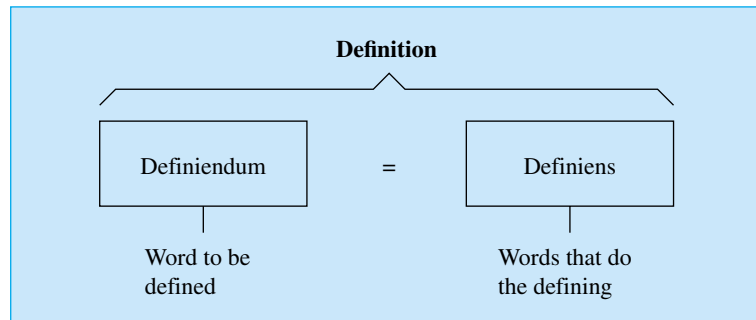 Definition
Definiendum = Definiens
Word to be Words that do
defined the defining